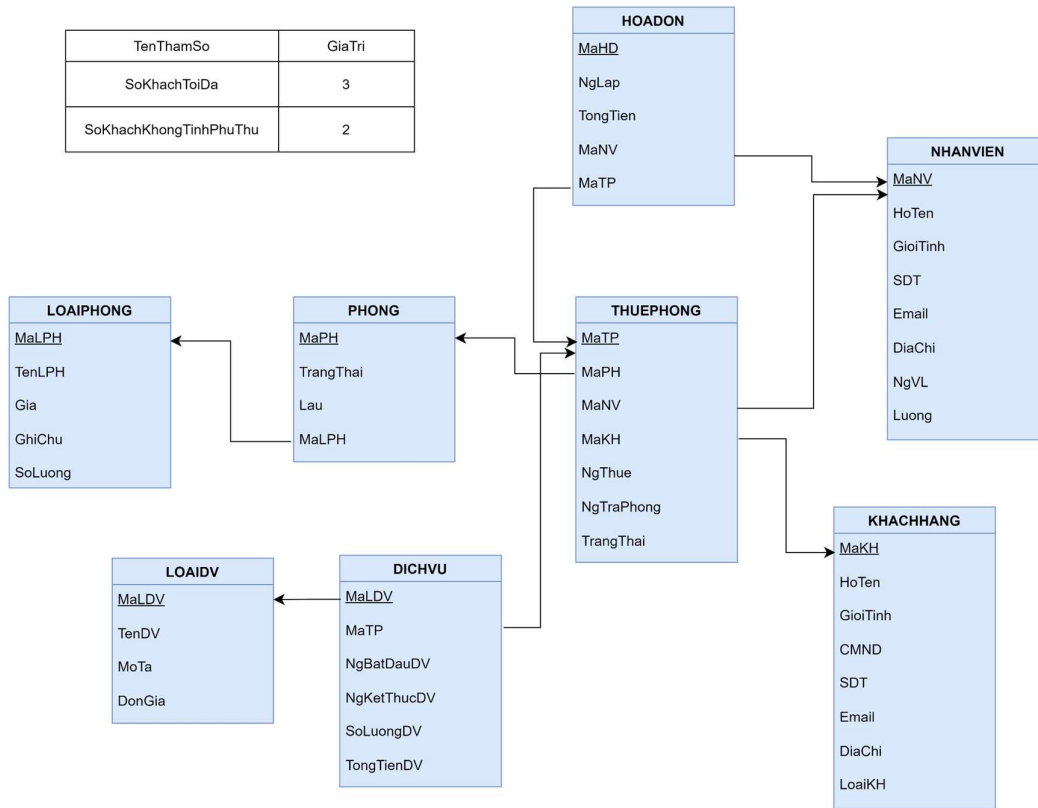 TenThamSo GiaTri
SoKhachToiDa 3
SoKhachKhongTinhPhuThu 2
HOADON
MaHD
NgLap
TongTien
MaNV
MaTP
NHANVIEN
MaNV
HoTen
GioiTinh
SDT
Email
DiaChi
NgVL
Luong
LOAIPHONG
MaLPH
TenLPH
Gia
GhiChu
SoLuong
PHONG
MaPH
TrangThai
Lau
MaLPH
THUEPHONG
MaTP
MaPH
MaNV
MaKH
NgThue
NgTraPhong
TrangThai
KHACHHANG
MaKH
HoTen
GioiTinh
CMND
SDT
Email
DiaChi
LoaiKH
LOAIDV
MaLDV
TenDV
MoTa
DonGia
DICHVU
MaLDV
MaTP
NgBatDauDV
NgKetThucDV
SoLuongDV
TongTienDV